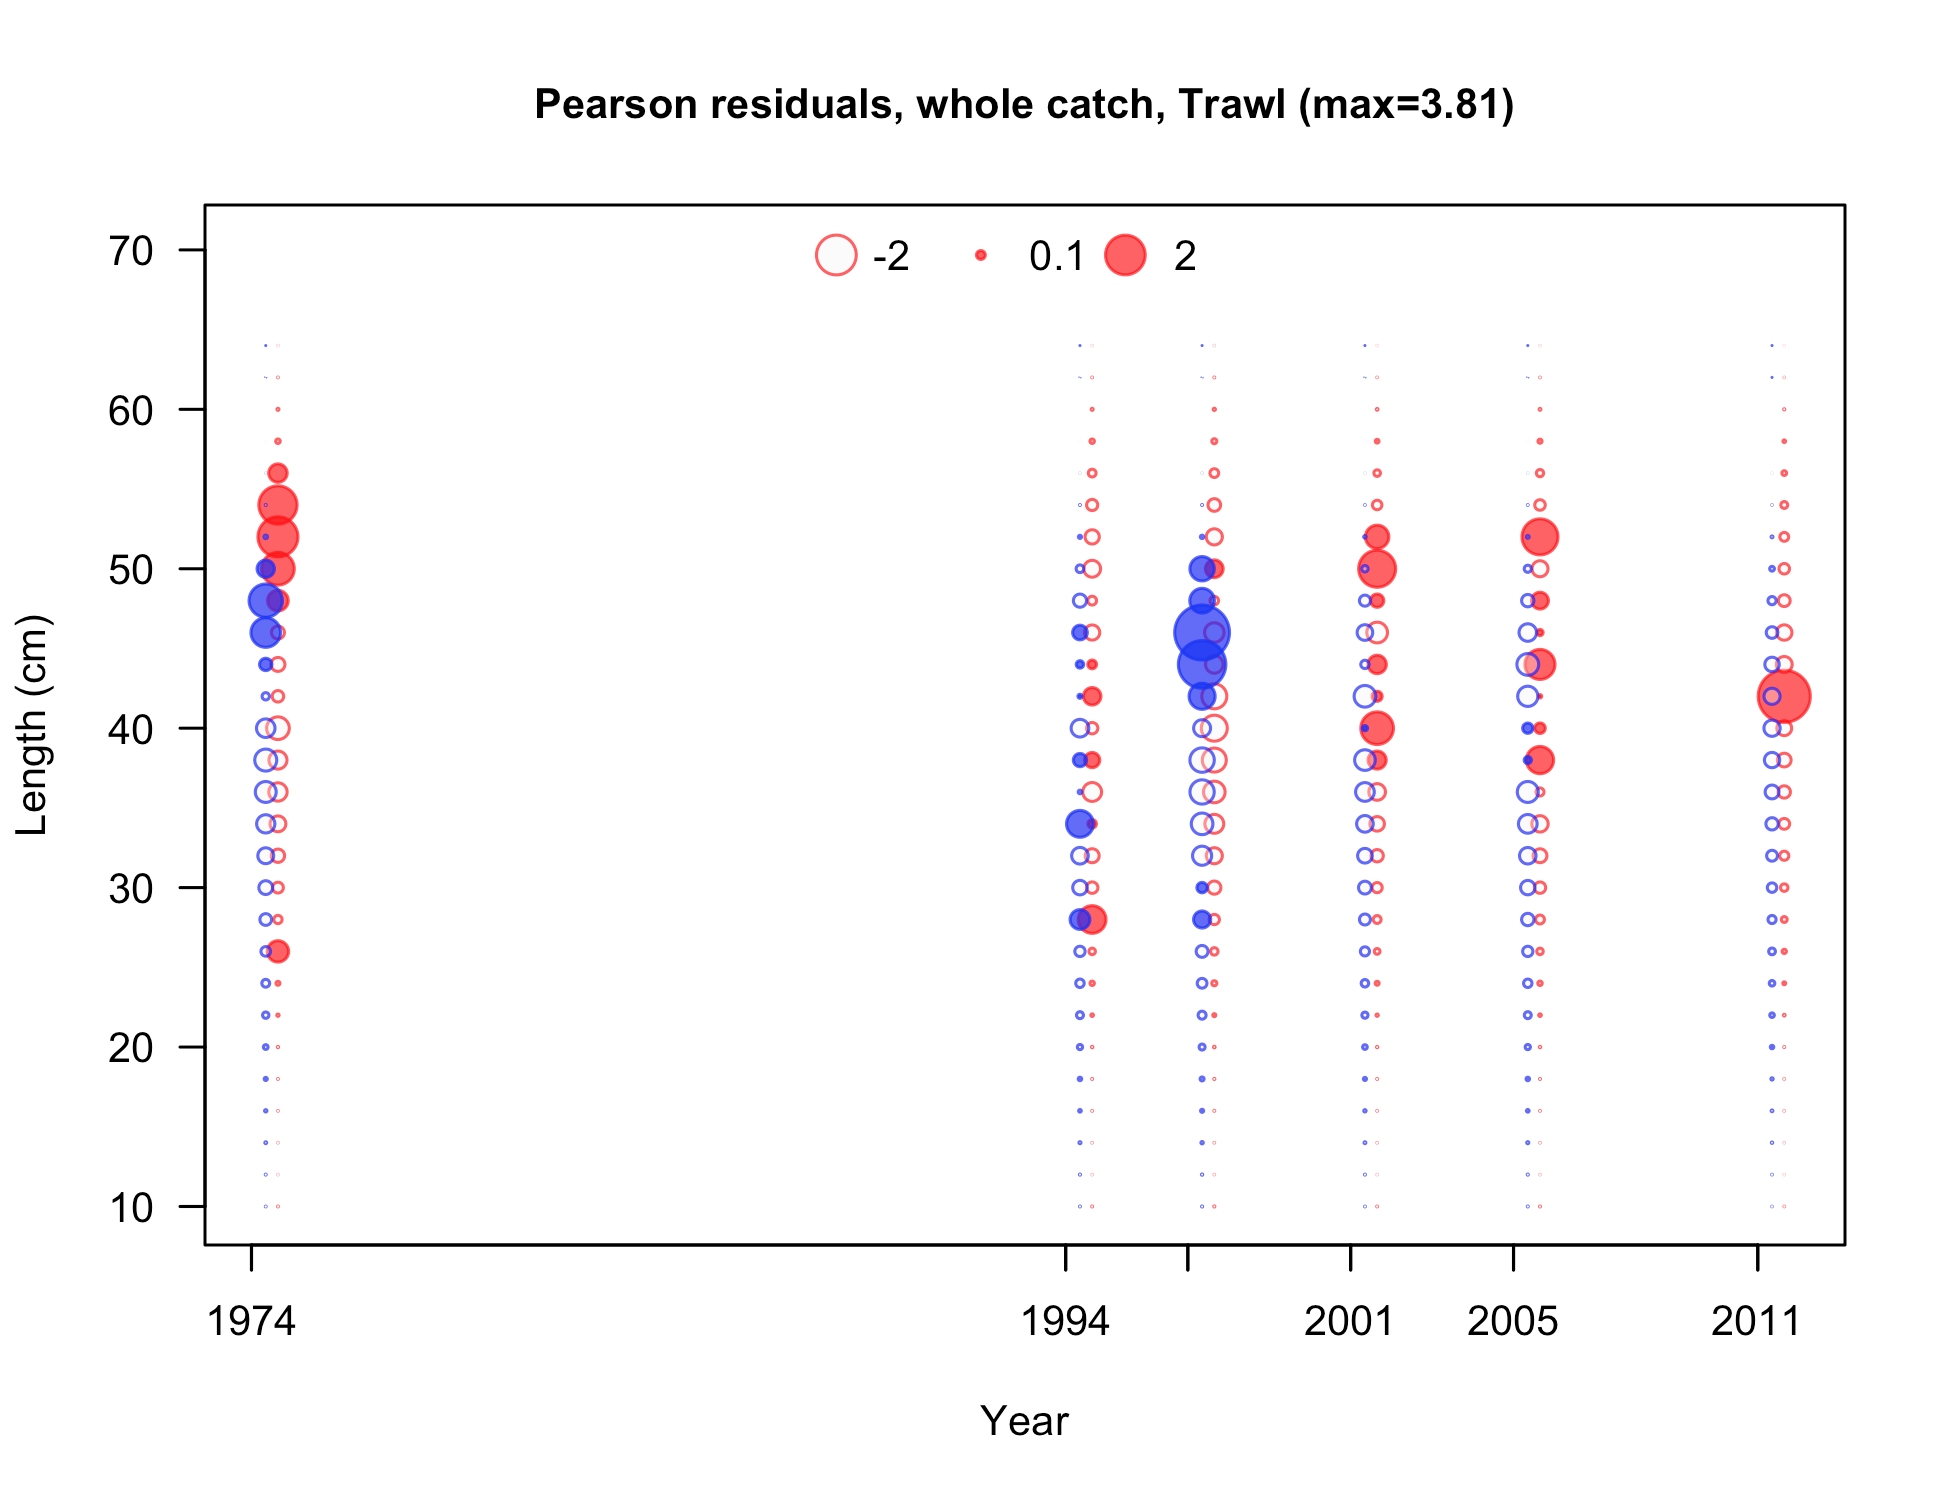 Pearson residuals, whole catch, Trawl (max=3.81)
-2 0.1 2
70
60
50
40
30
20
10
Length (cm)
1974 1994 2001 2005 2011
Year